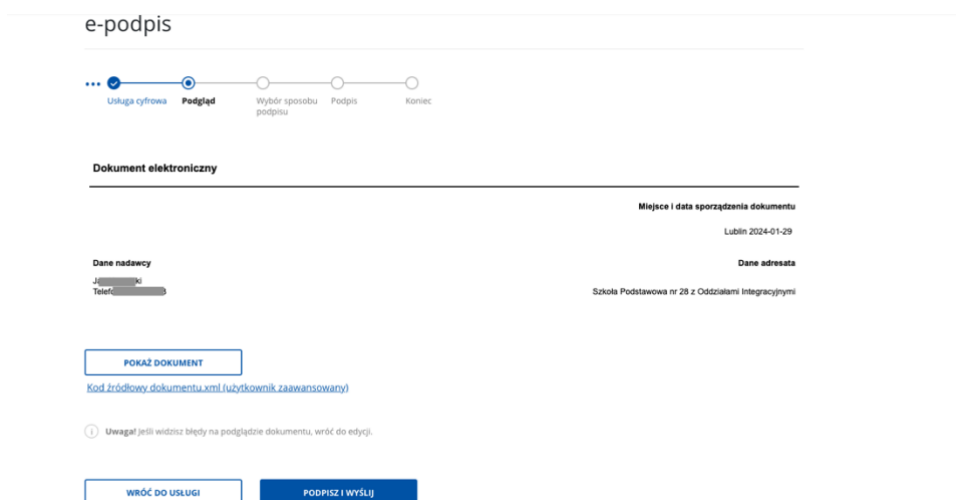 e-podpis
Usługa cyfrowa
Podgląd
Wybór sposobu
podpisu
Podpis
Koniec
Dokument elektroniczny
Miejsce i data sporządzenia dokumentu
Lublin 2024-01-29
Dane nadawcy
Dane adresata
Szkoła Podstawowa nr 28 z Oddziałami Integracyjnymi
POKAŻ DOKUMENT
Kod źródłowy dokumentu.xml (użytkownik zaawansowany)
Uwaga! Jeśli widzisz błędy na podglądzie dokumentu, wróć do edycji.
WRÓĆ DO USŁUGI
PODPISZ I WYŚLIJ